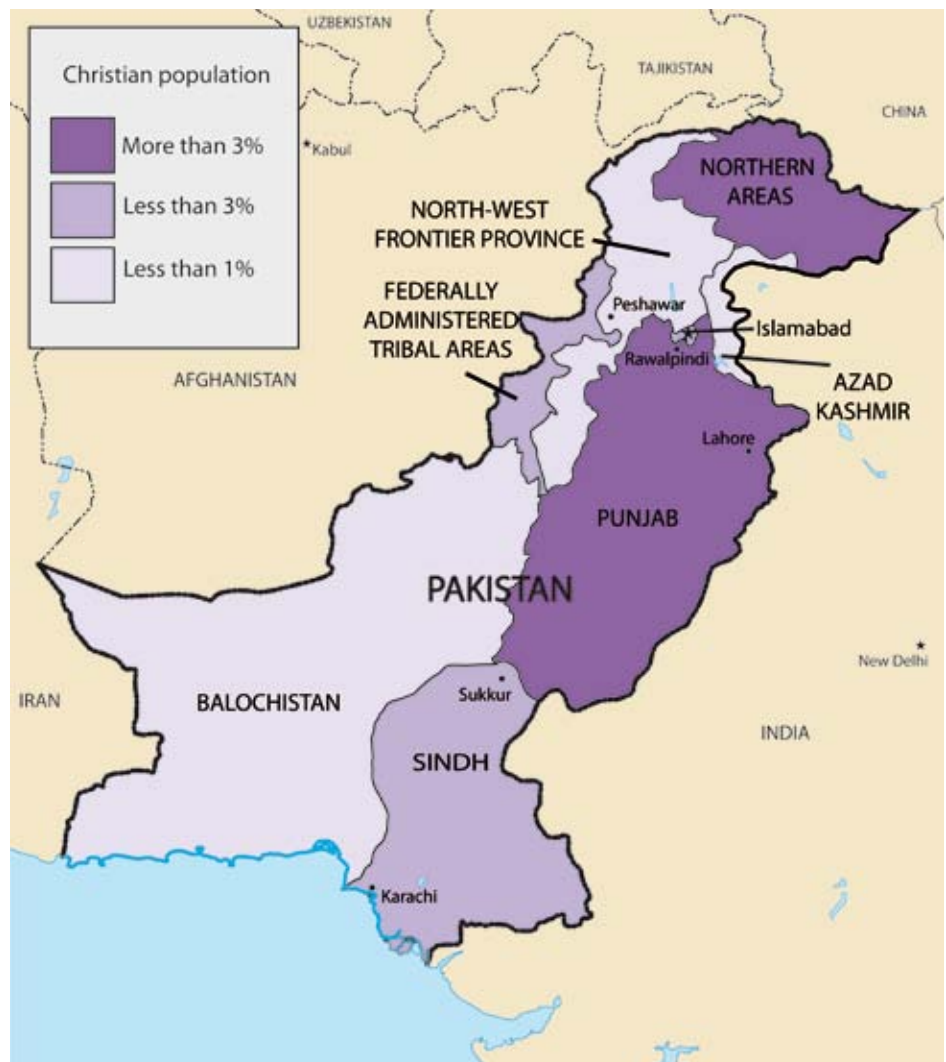 Christian population
More than 3%
Less than 3%
Less than 1%
UZBEKISTAN
TAJIKISTAN
CHINA
Kabul
NORTHERN
AREAS
NORTH-WEST
FRONTIER PROVINCE
FEDERALLY
ADMINISTERED
TRIBAL AREAS
Peshawar
Islamabad
Rawalpindi
AFGHANISTAN
AZAD
KASHMIR
Lahore
PUNJAB
PAKISTAN
New Delhi
IRAN
BALOCHISTAN
Sukkur
INDIA
SINDH
Karachi